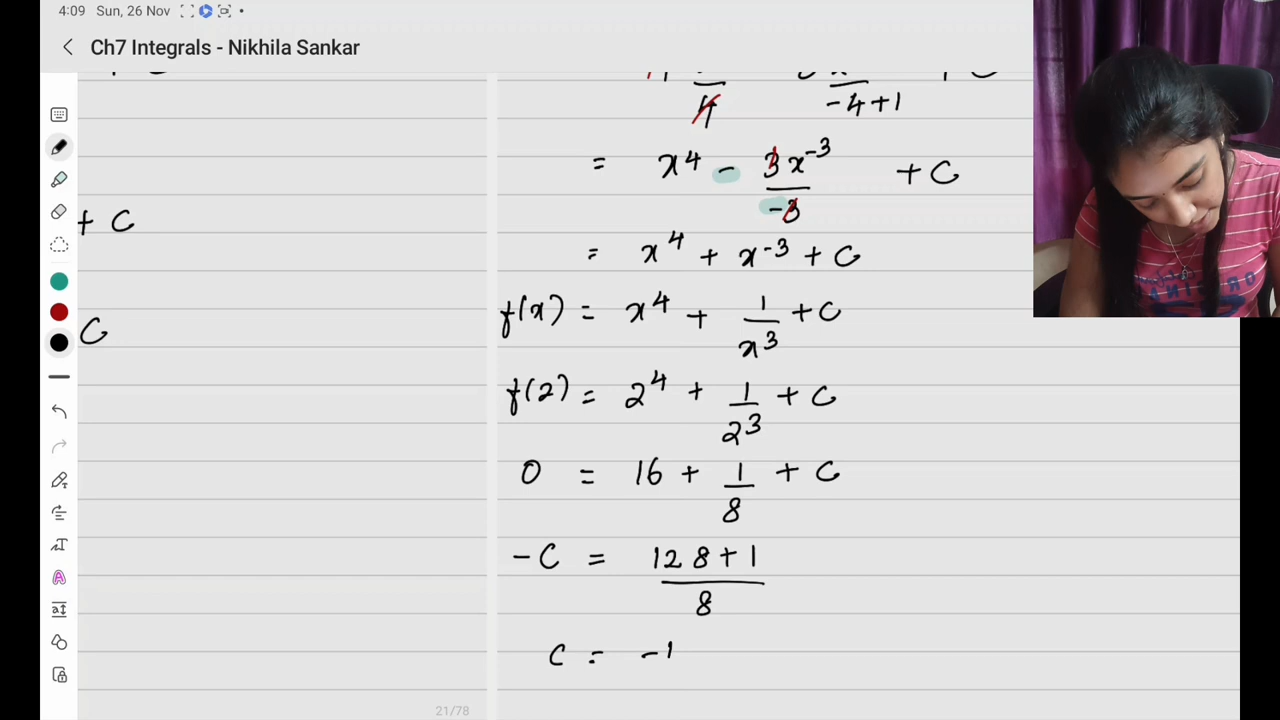 4:09 Sun, 26 Nov
Ch7 Integrals - Nikhila Sankar
+ C
C
4
-4+1
= x⁴ - 3x⁻³ + C
-3
= x⁴ + x⁻³ + C
f(x) = x⁴ + 1/x³ + C
f(2) = 2⁴ + 1/2³ + C
0 = 16 + 1/8 + C
-C = 128+1
8
C = -1
21/78